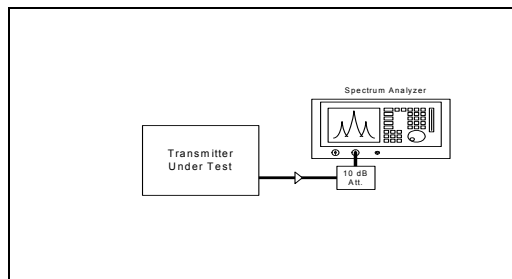 Spectrum Analyzer
Transmitter
Under Test
10 dB
Att.